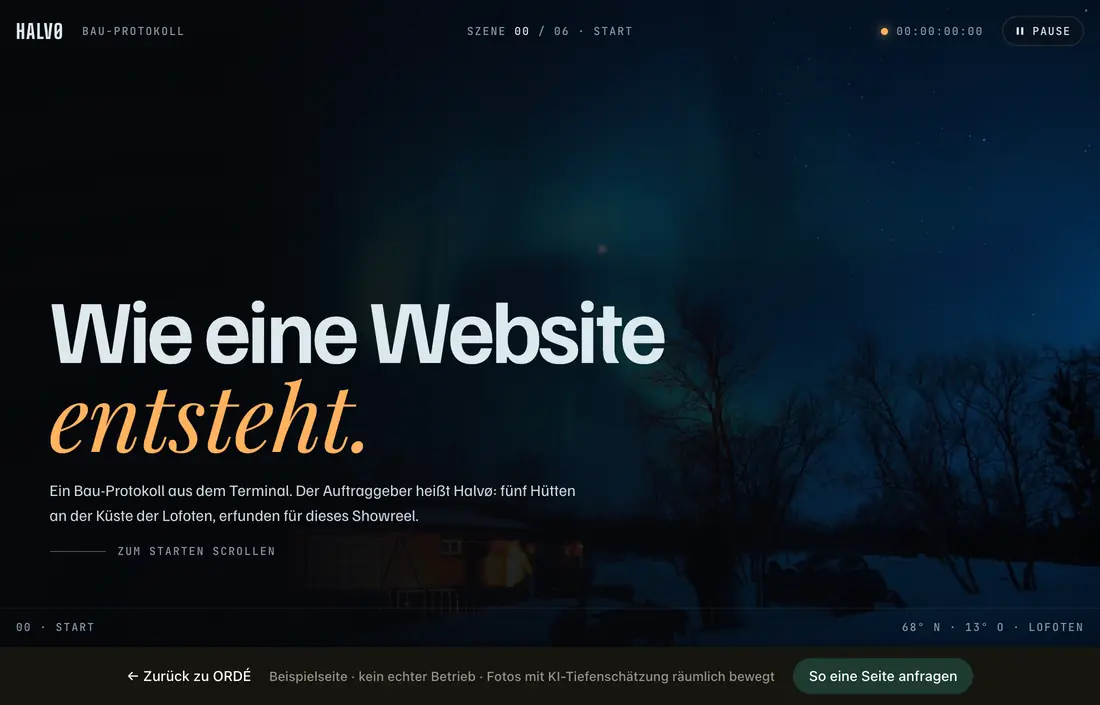 HALVØ BAU-PROTOKOLL SZENE 00 / 06 · START 00:00:00:00 PAUSE
Wie eine Website
entsteht.
Ein Bau-Protokoll aus dem Terminal. Der Auftraggeber heißt Halvø: fünf Hütten
an der Küste der Lofoten, erfunden für dieses Showreel.
ZUM STARTEN SCROLLEN
00 · START 68° N · 13° O · LOFOTEN
← Zurück zu ORDÉ Beispielseite · kein echter Betrieb · Fotos mit KI-Tiefenschätzung räumlich bewegt So eine Seite anfragen